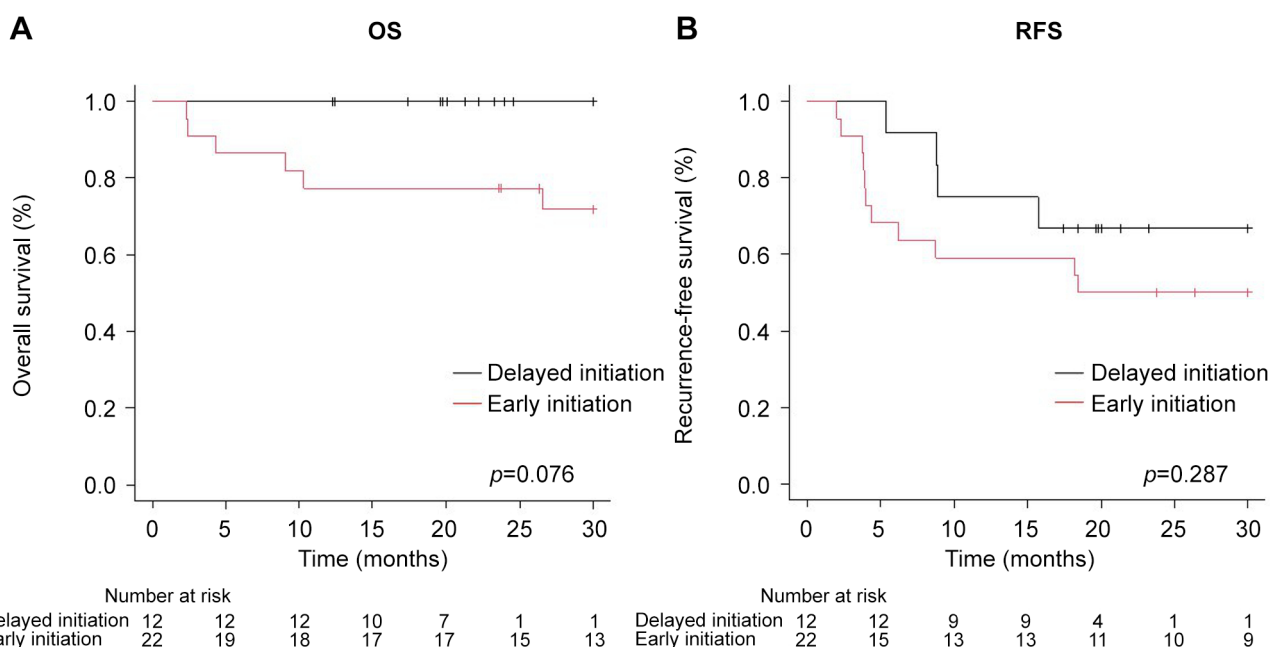 A
OS
Overall survival (%)
1.0
0.8
0.6
0.4
0.2
0.0
Delayed initiation
Early initiation
p=0.076
0 5 10 15 20 25 30
Time (months)
Number at risk
elayed initiation 12 12 12 10 7 1 1
arly initiation 22 19 18 17 17 15 13
B
RFS
Recurrence-free survival (%)
1.0
0.8
0.6
0.4
0.2
0.0
Delayed initiation
Early initiation
p=0.287
0 5 10 15 20 25 30
Time (months)
Number at risk
Delayed initiation 12 12 9 9 4 1 1
Early initiation 22 15 13 13 11 10 9